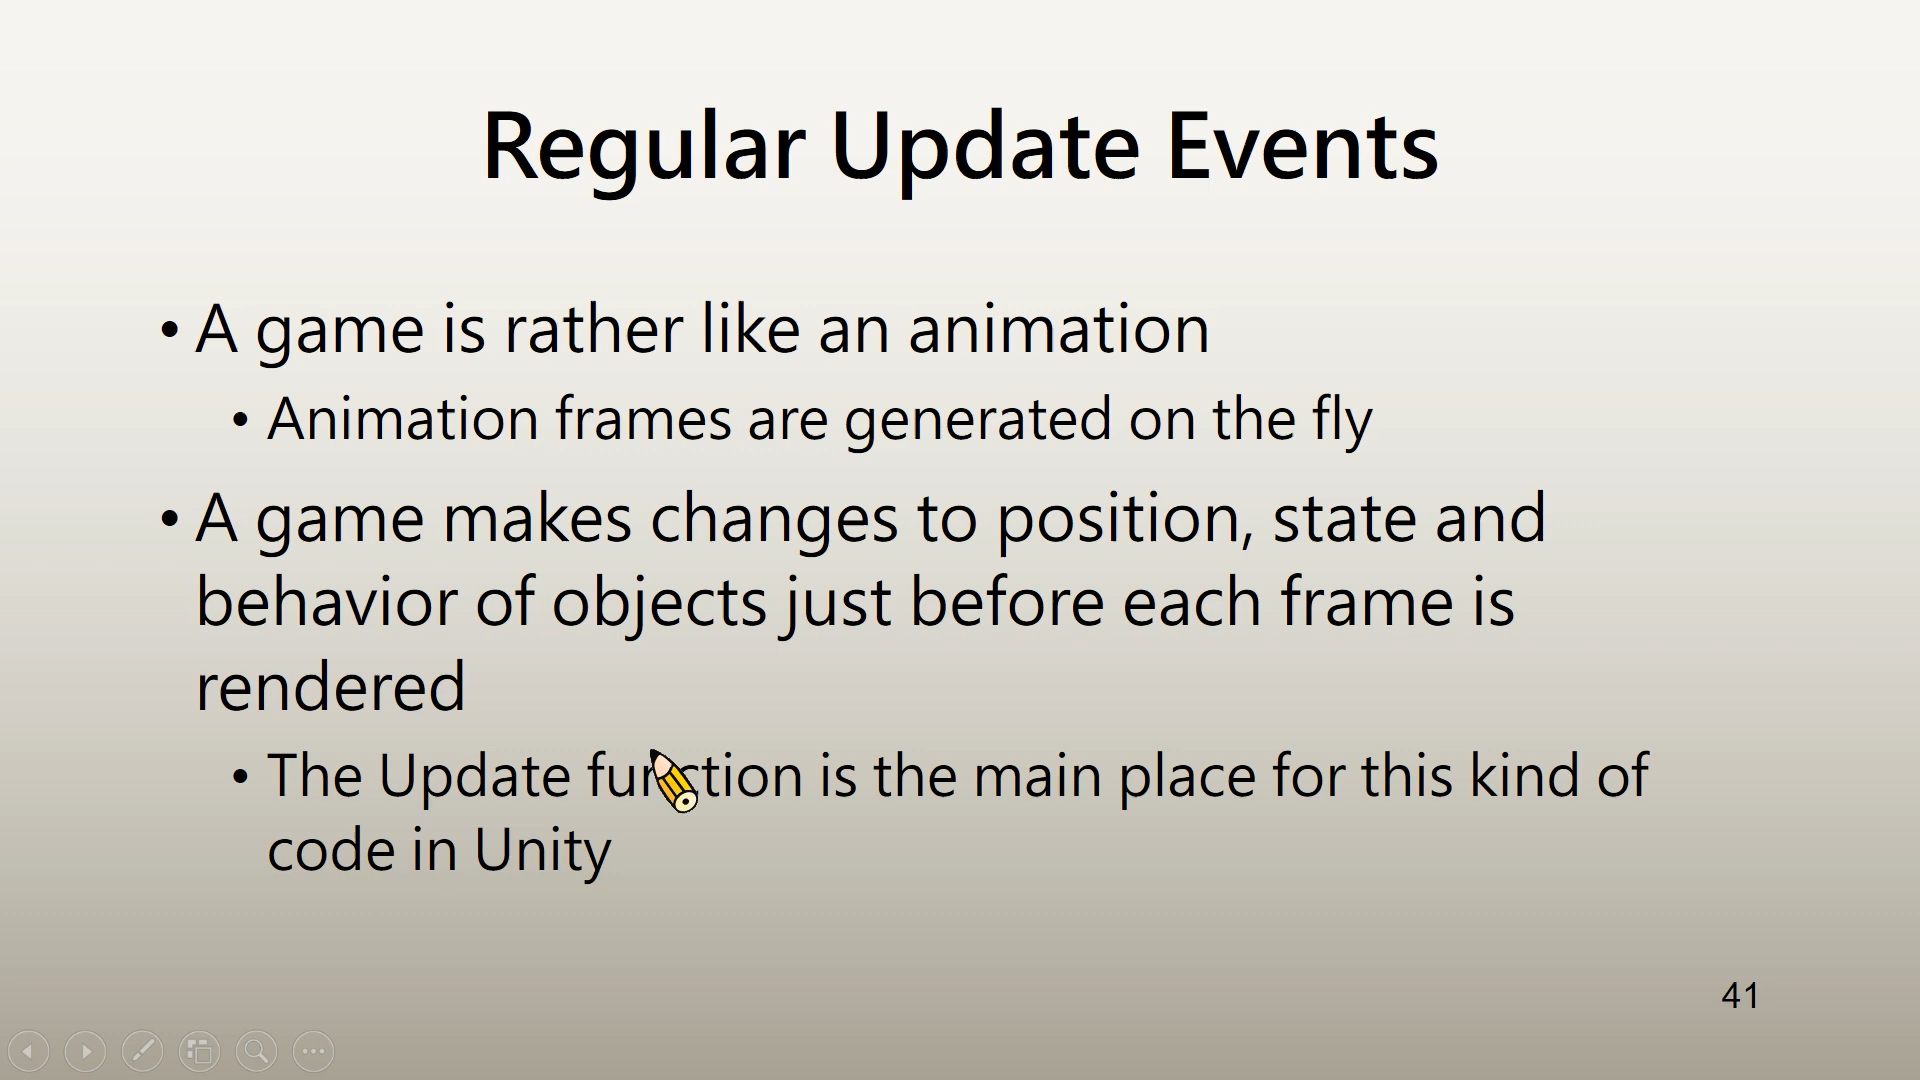 Regular Update Events
• A game is rather like an animation
• Animation frames are generated on the fly
• A game makes changes to position, state and
behavior of objects just before each frame is
rendered
• The Update function is the main place for this kind of
code in Unity
41